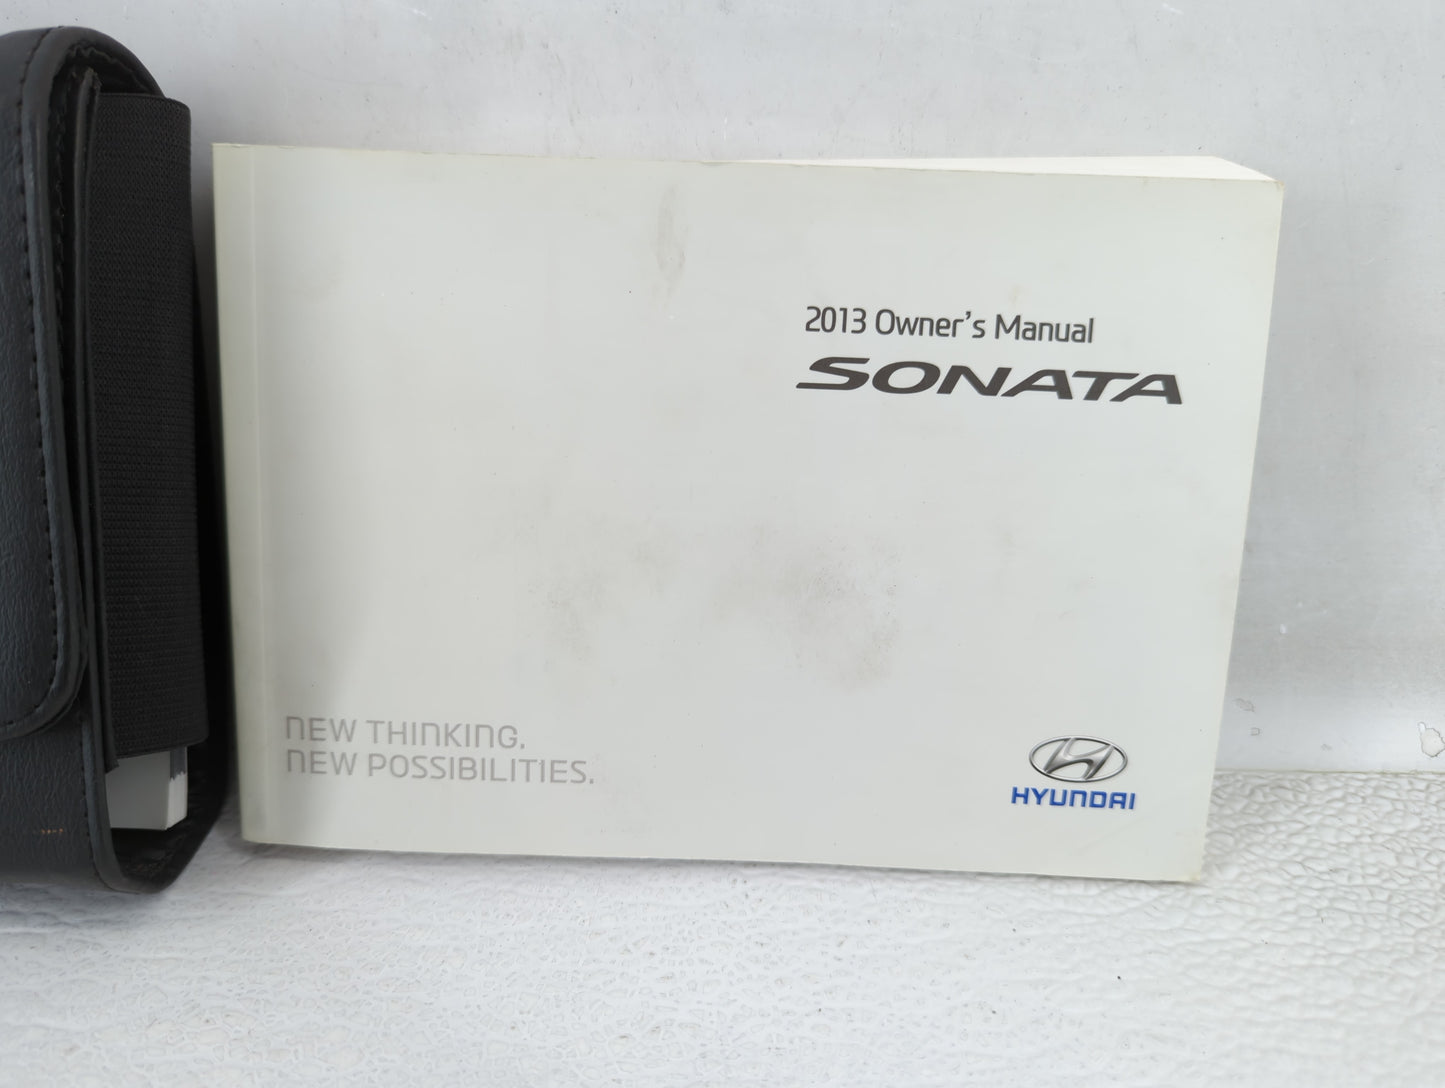 2013 Owner's Manual
SONATA
NEW THINKING.
NEW POSSIBILITIES.
HYUNDAI